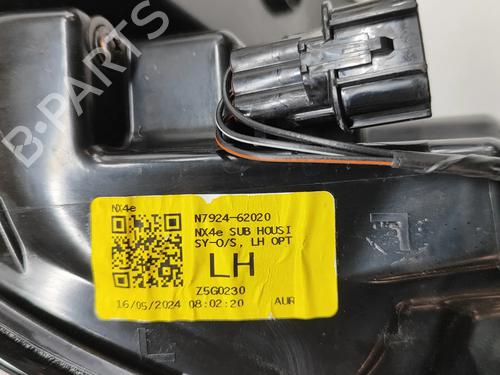 B-PARTS
NX4e
N7924-62020
NX4e SUB HOUSI
SY-O/S, LH OPT
LH
Z5G0230
16/05/2024 08:02:20 AUR
L